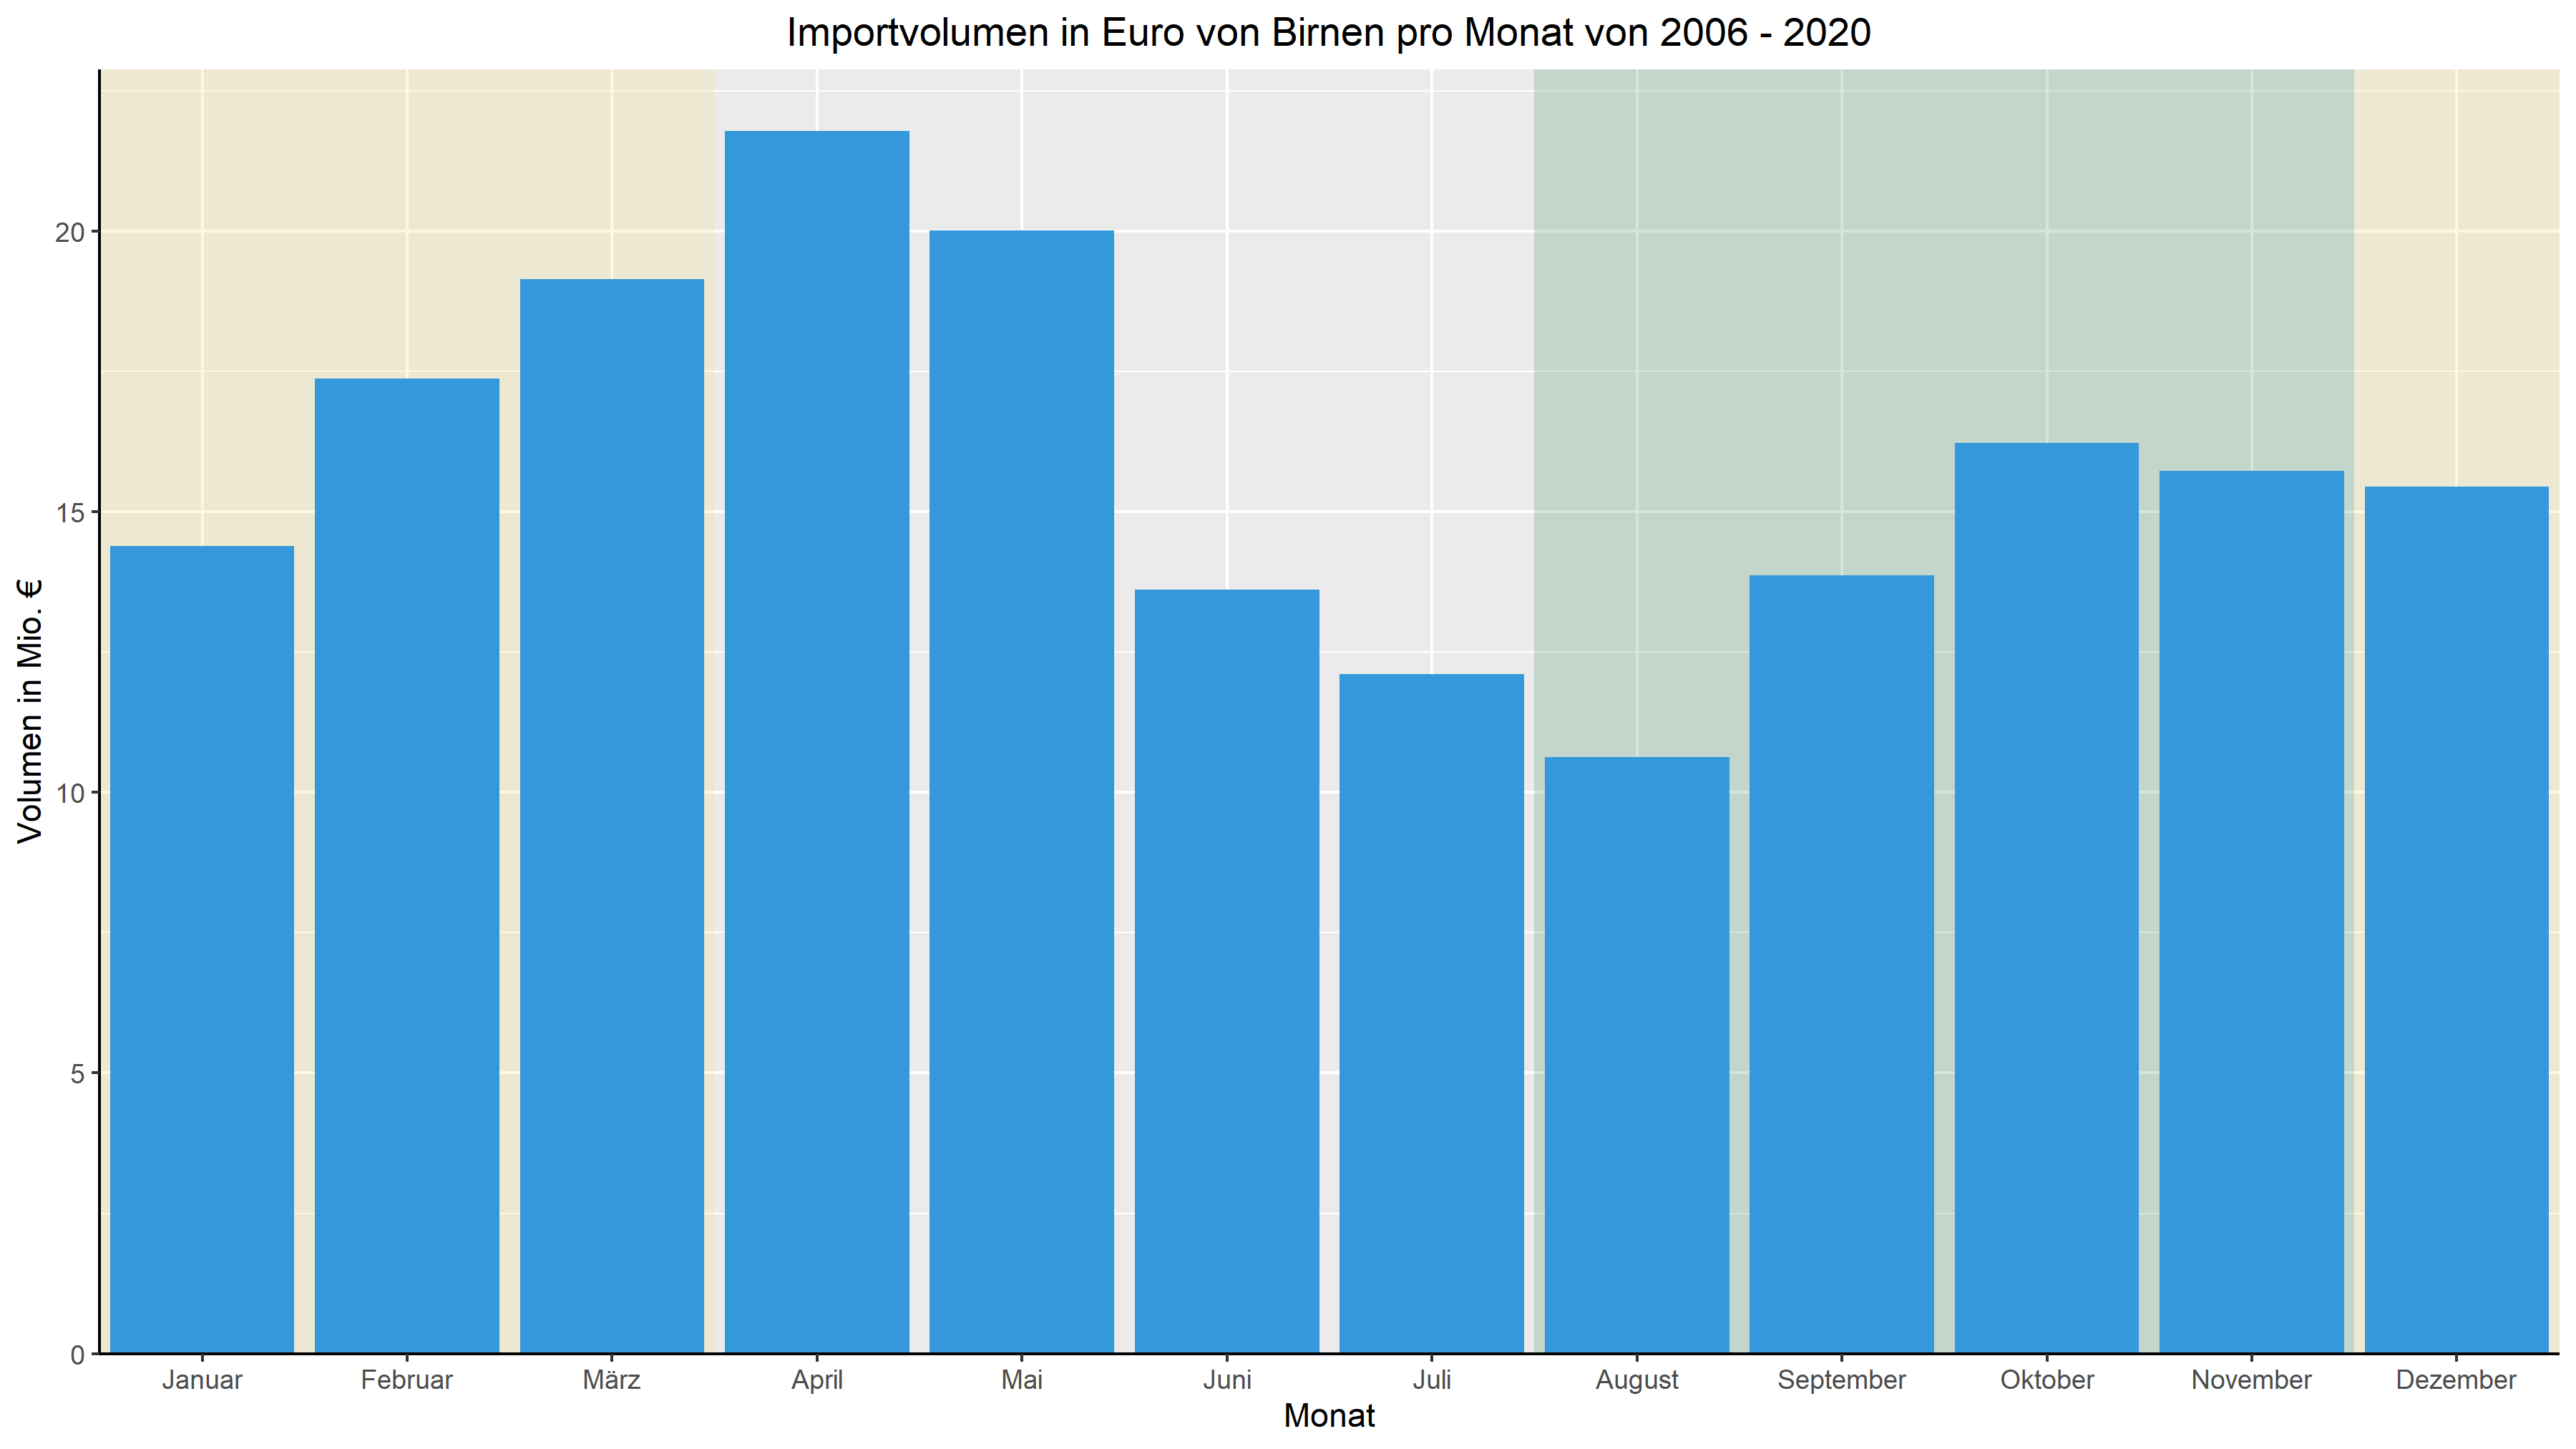 Importvolumen in Euro von Birnen pro Monat von 2006 - 2020
Volumen in Mio. €
20
15
10
5
0
Januar Februar März April Mai Juni Juli August September Oktober November Dezember
Monat